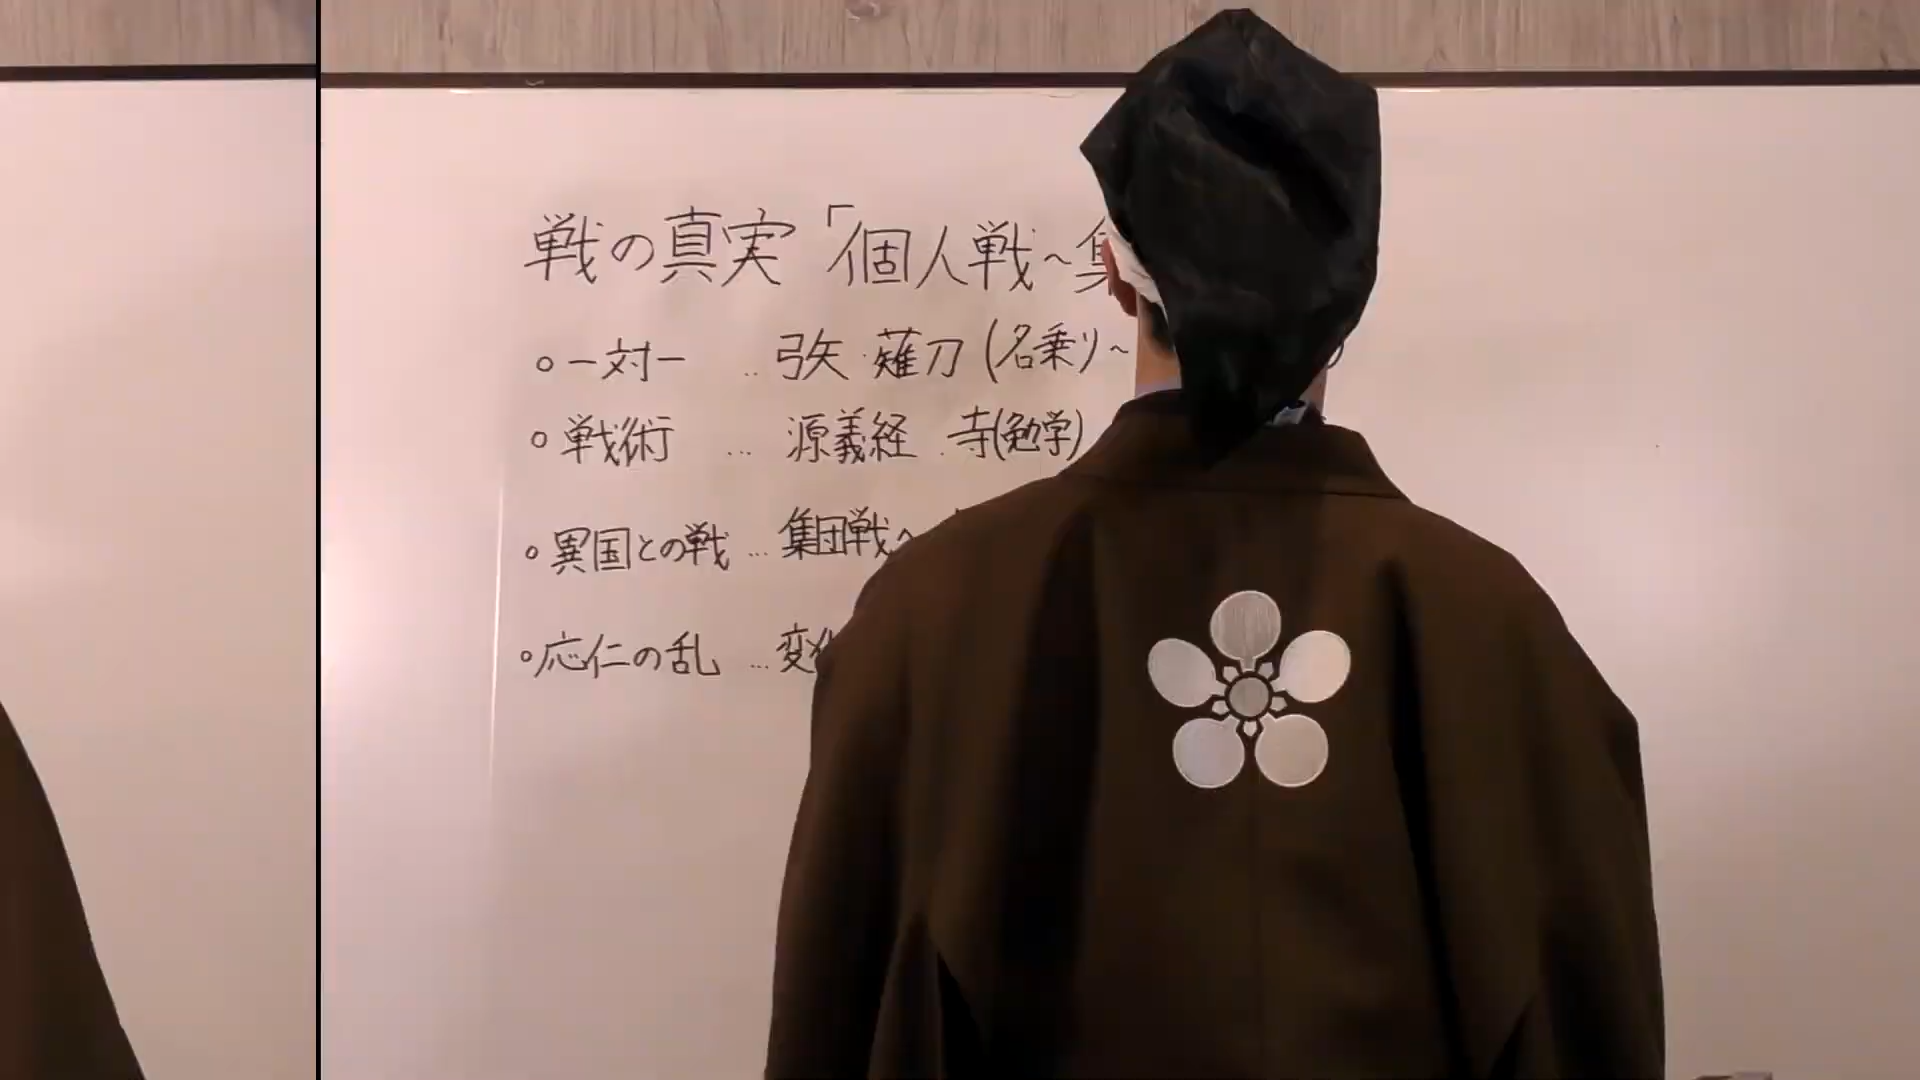 戦の真実「個人戦～集
○一対一 ‥弓矢・薙刀(名乗り～
○戦術 …源義経・寺(勉学)
○異国との戦…集団戦へ
○応仁の乱 …変化